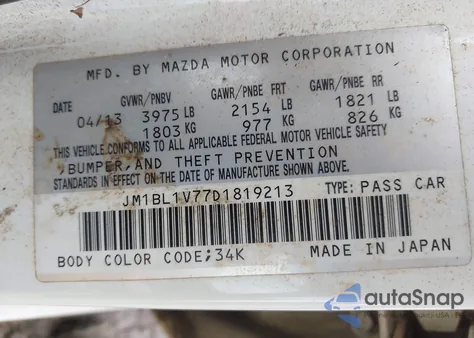 MFD. BY MAZDA MOTOR CORPORATION
DATE GVWR/PNBV GAWR/PNBE FRT GAWR/PNBE RR
04/13 3975 LB 2154 LB 1821 LB
1803 KG 977 KG 826 KG
THIS VEHICLE CONFORMS TO ALL APPLICABLE FEDERAL MOTOR VEHICLE SAFETY
,BUMPER,AND THEFT PREVENTION
STANDARDS IN EFFECT ON THE DATE OF MANUFACTURE SHOWN ABOVE.
JM1BL1V77D1819213 TYPE: PASS CAR
BODY COLOR CODE;34K MADE IN JAPAN
autoSnap